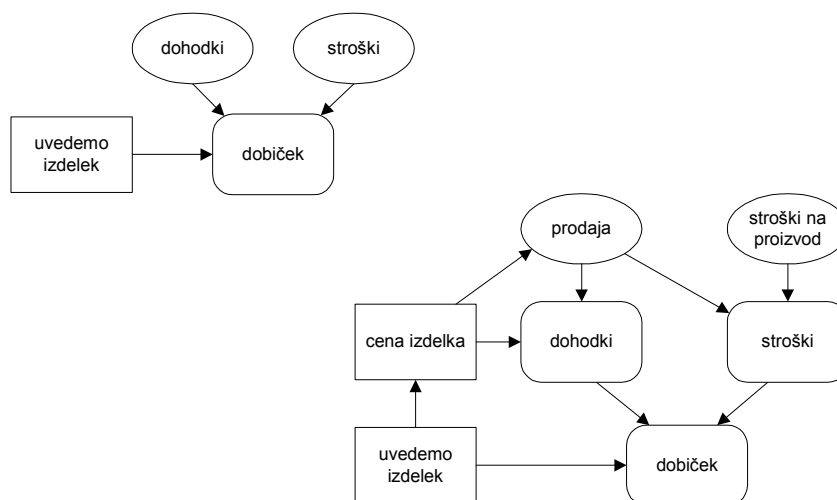 dohodki
stroški
uvedemo
izdelek
dobiček
prodaja
stroški na
proizvod
cena izdelka
dohodki
stroški
uvedemo
izdelek
dobiček